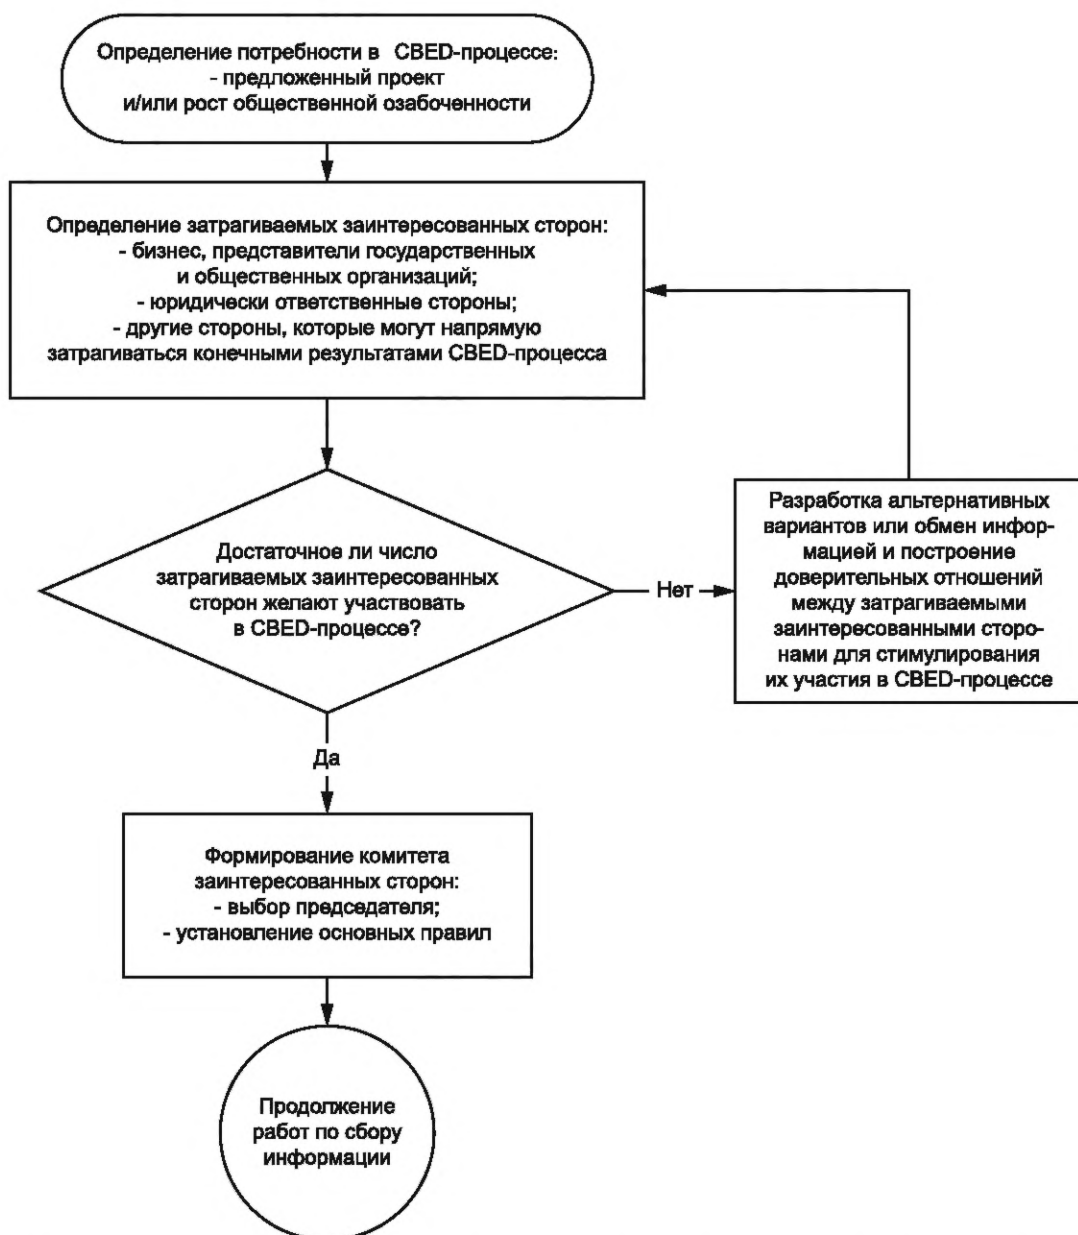 Определение потребности в CBED-процессе:
- предложенный проект
и/или рост общественной озабоченности
Определение затрагиваемых заинтересованных сторон:
- бизнес, представители государственных
и общественных организаций;
- юридически ответственные стороны;
- другие стороны, которые могут напрямую
затрагиваться конечными результатами CBED-процесса
Достаточное ли число
затрагиваемых заинтересованных
сторон желают участвовать
в CBED-процессе?
Нет
Разработка альтернативных
вариантов или обмен инфор-
мацией и построение
доверительных отношений
между затрагиваемыми
заинтересованными сторо-
нами для стимулирования
их участия в CBED-процессе
Да
Формирование комитета
заинтересованных сторон:
- выбор председателя;
- установление основных правил
Продолжение
работ по сбору
информации